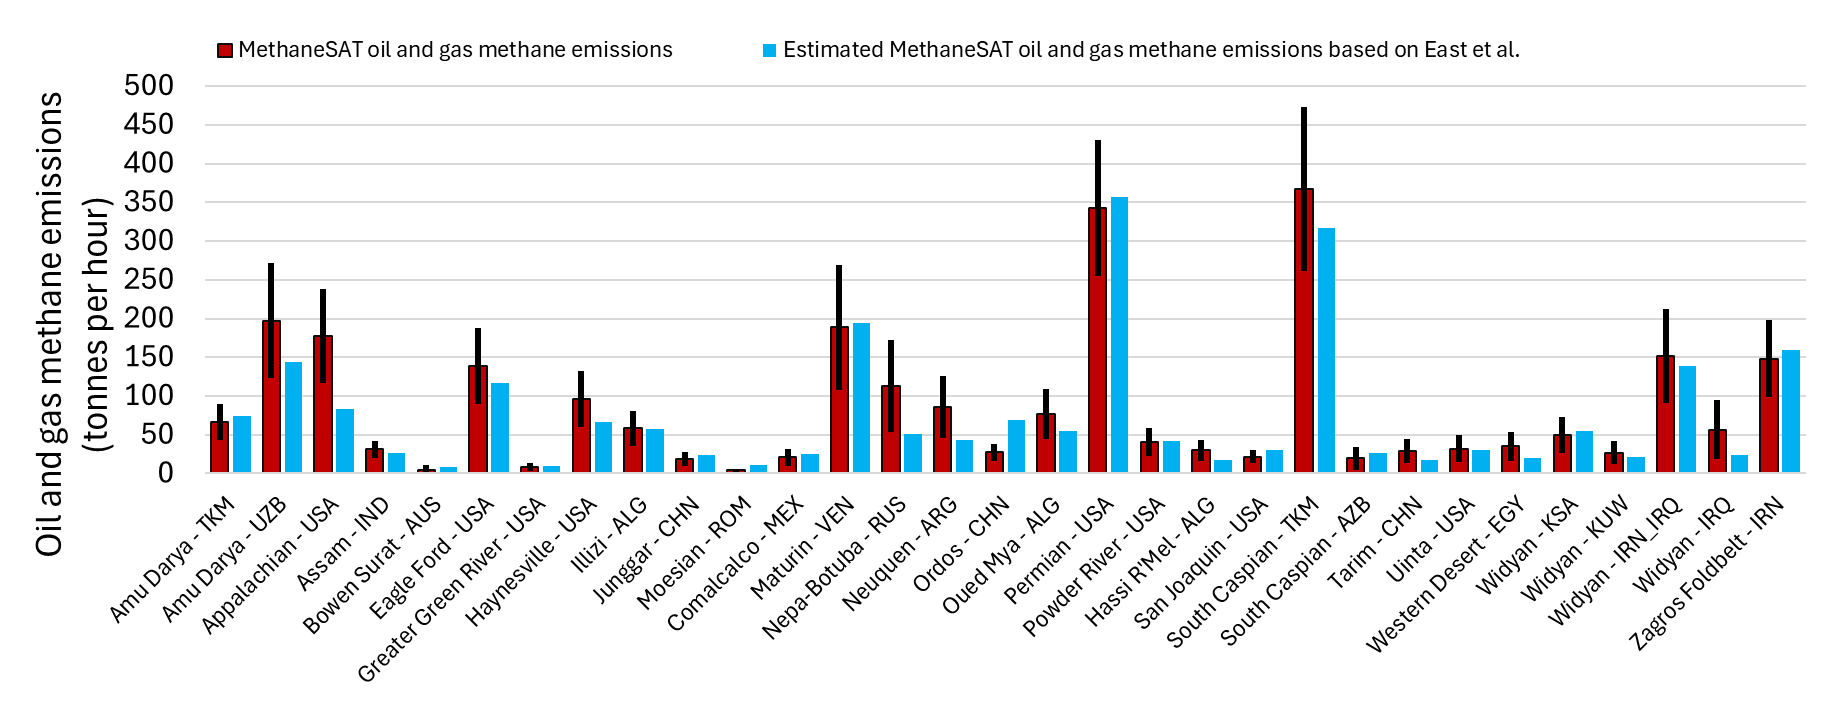 MethaneSAT oil and gas methane emissions
Estimated MethaneSAT oil and gas methane emissions based on East et al.
Oil and gas methane emissions
(tonnes per hour)
500
450
400
350
300
250
200
150
100
50
0
Amu Darya - TKM
Amu Darya - UZB
Appalachian - USA
Assam - IND
Bowen Surat - AUS
Eagle Ford - USA
Greater Green River - USA
Haynesville - USA
Illizi - ALG
Junggar - CHN
Moesian - ROM
Comalcalco - MEX
Maturin - VEN
Nepa-Botuba - RUS
Neuquen - ARG
Ordos - CHN
Oued Mya - ALG
Permian - USA
Powder River - USA
Hassi R'Mel - ALG
San Joaquin - USA
South Caspian - TKM
South Caspian - AZB
Tarim - CHN
Uinta - USA
Western Desert - EGY
Widyan - KSA
Widyan - KUW
Widyan - IRN_IRQ
Widyan - IRQ
Zagros Foldbelt - IRN